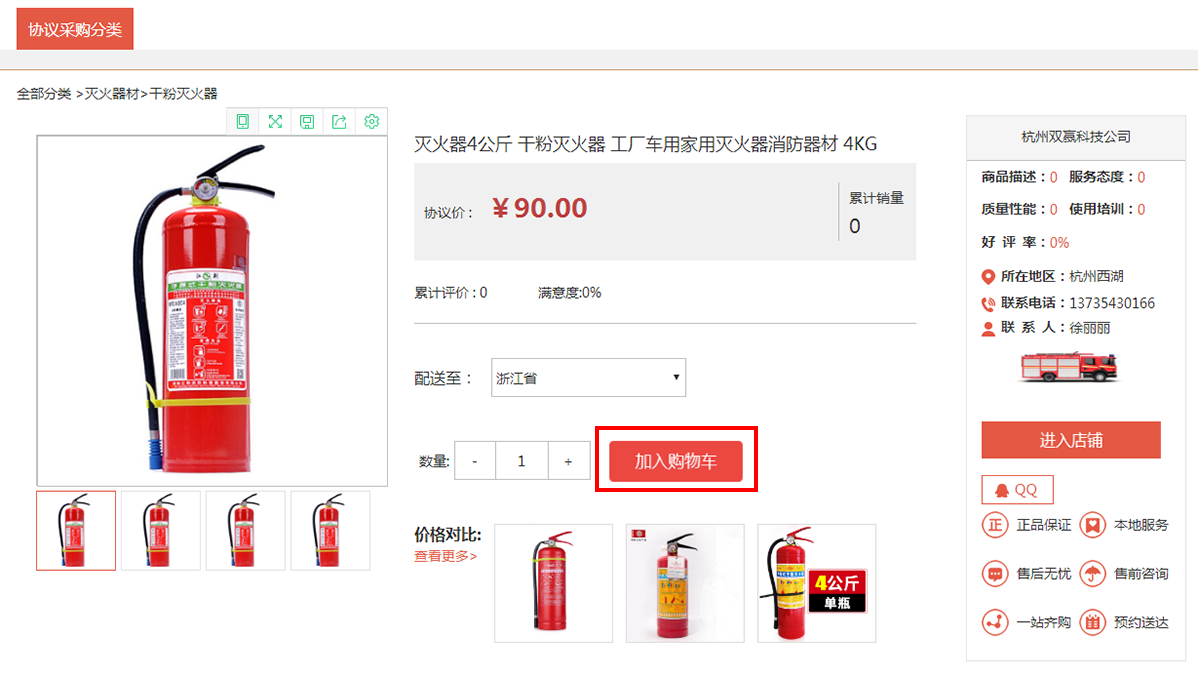 协议采购分类
全部分类 >灭火器材>干粉灭火器
灭火器4公斤 干粉灭火器 工厂车用家用灭火器消防器材 4KG
协议价： ￥90.00
累计销量
0
累计评价 : 0 满意度:0%
配送至： 浙江省
数量: - 1 + 加入购物车
价格对比:
查看更多>
4公斤
单瓶
杭州双赢科技公司
商品描述：0 服务态度：0
质量性能：0 使用培训：0
好 评 率：0%
所在地区：杭州西湖
联系电话：13735430166
联 系 人：徐丽丽
进入店铺
QQ
正 正品保证 本地服务
售后无忧 售前咨询
一站齐购 预约送达